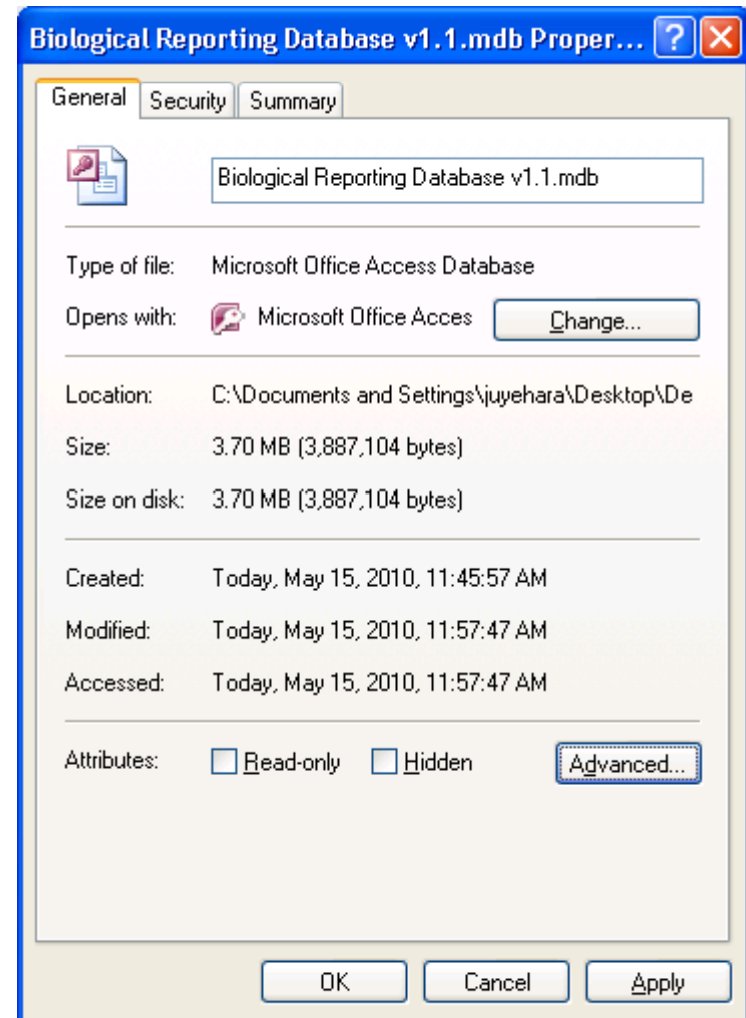 Biological Reporting Database v1.1.mdb Proper... ? X
General Security Summary
Biological Reporting Database v1.1.mdb
Type of file: Microsoft Office Access Database
Opens with: Microsoft Office Acces Change...
Location: C:\Documents and Settings\juyehara\Desktop\De
Size: 3.70 MB (3,887,104 bytes)
Size on disk: 3.70 MB (3,887,104 bytes)
Created: Today, May 15, 2010, 11:45:57 AM
Modified: Today, May 15, 2010, 11:57:47 AM
Accessed: Today, May 15, 2010, 11:57:47 AM
Attributes: Read-only Hidden Advanced...
OK Cancel Apply